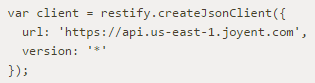 var client = restify.createJsonClient({
  url: 'https://api.us-east-1.joyent.com',
  version: '*'
});